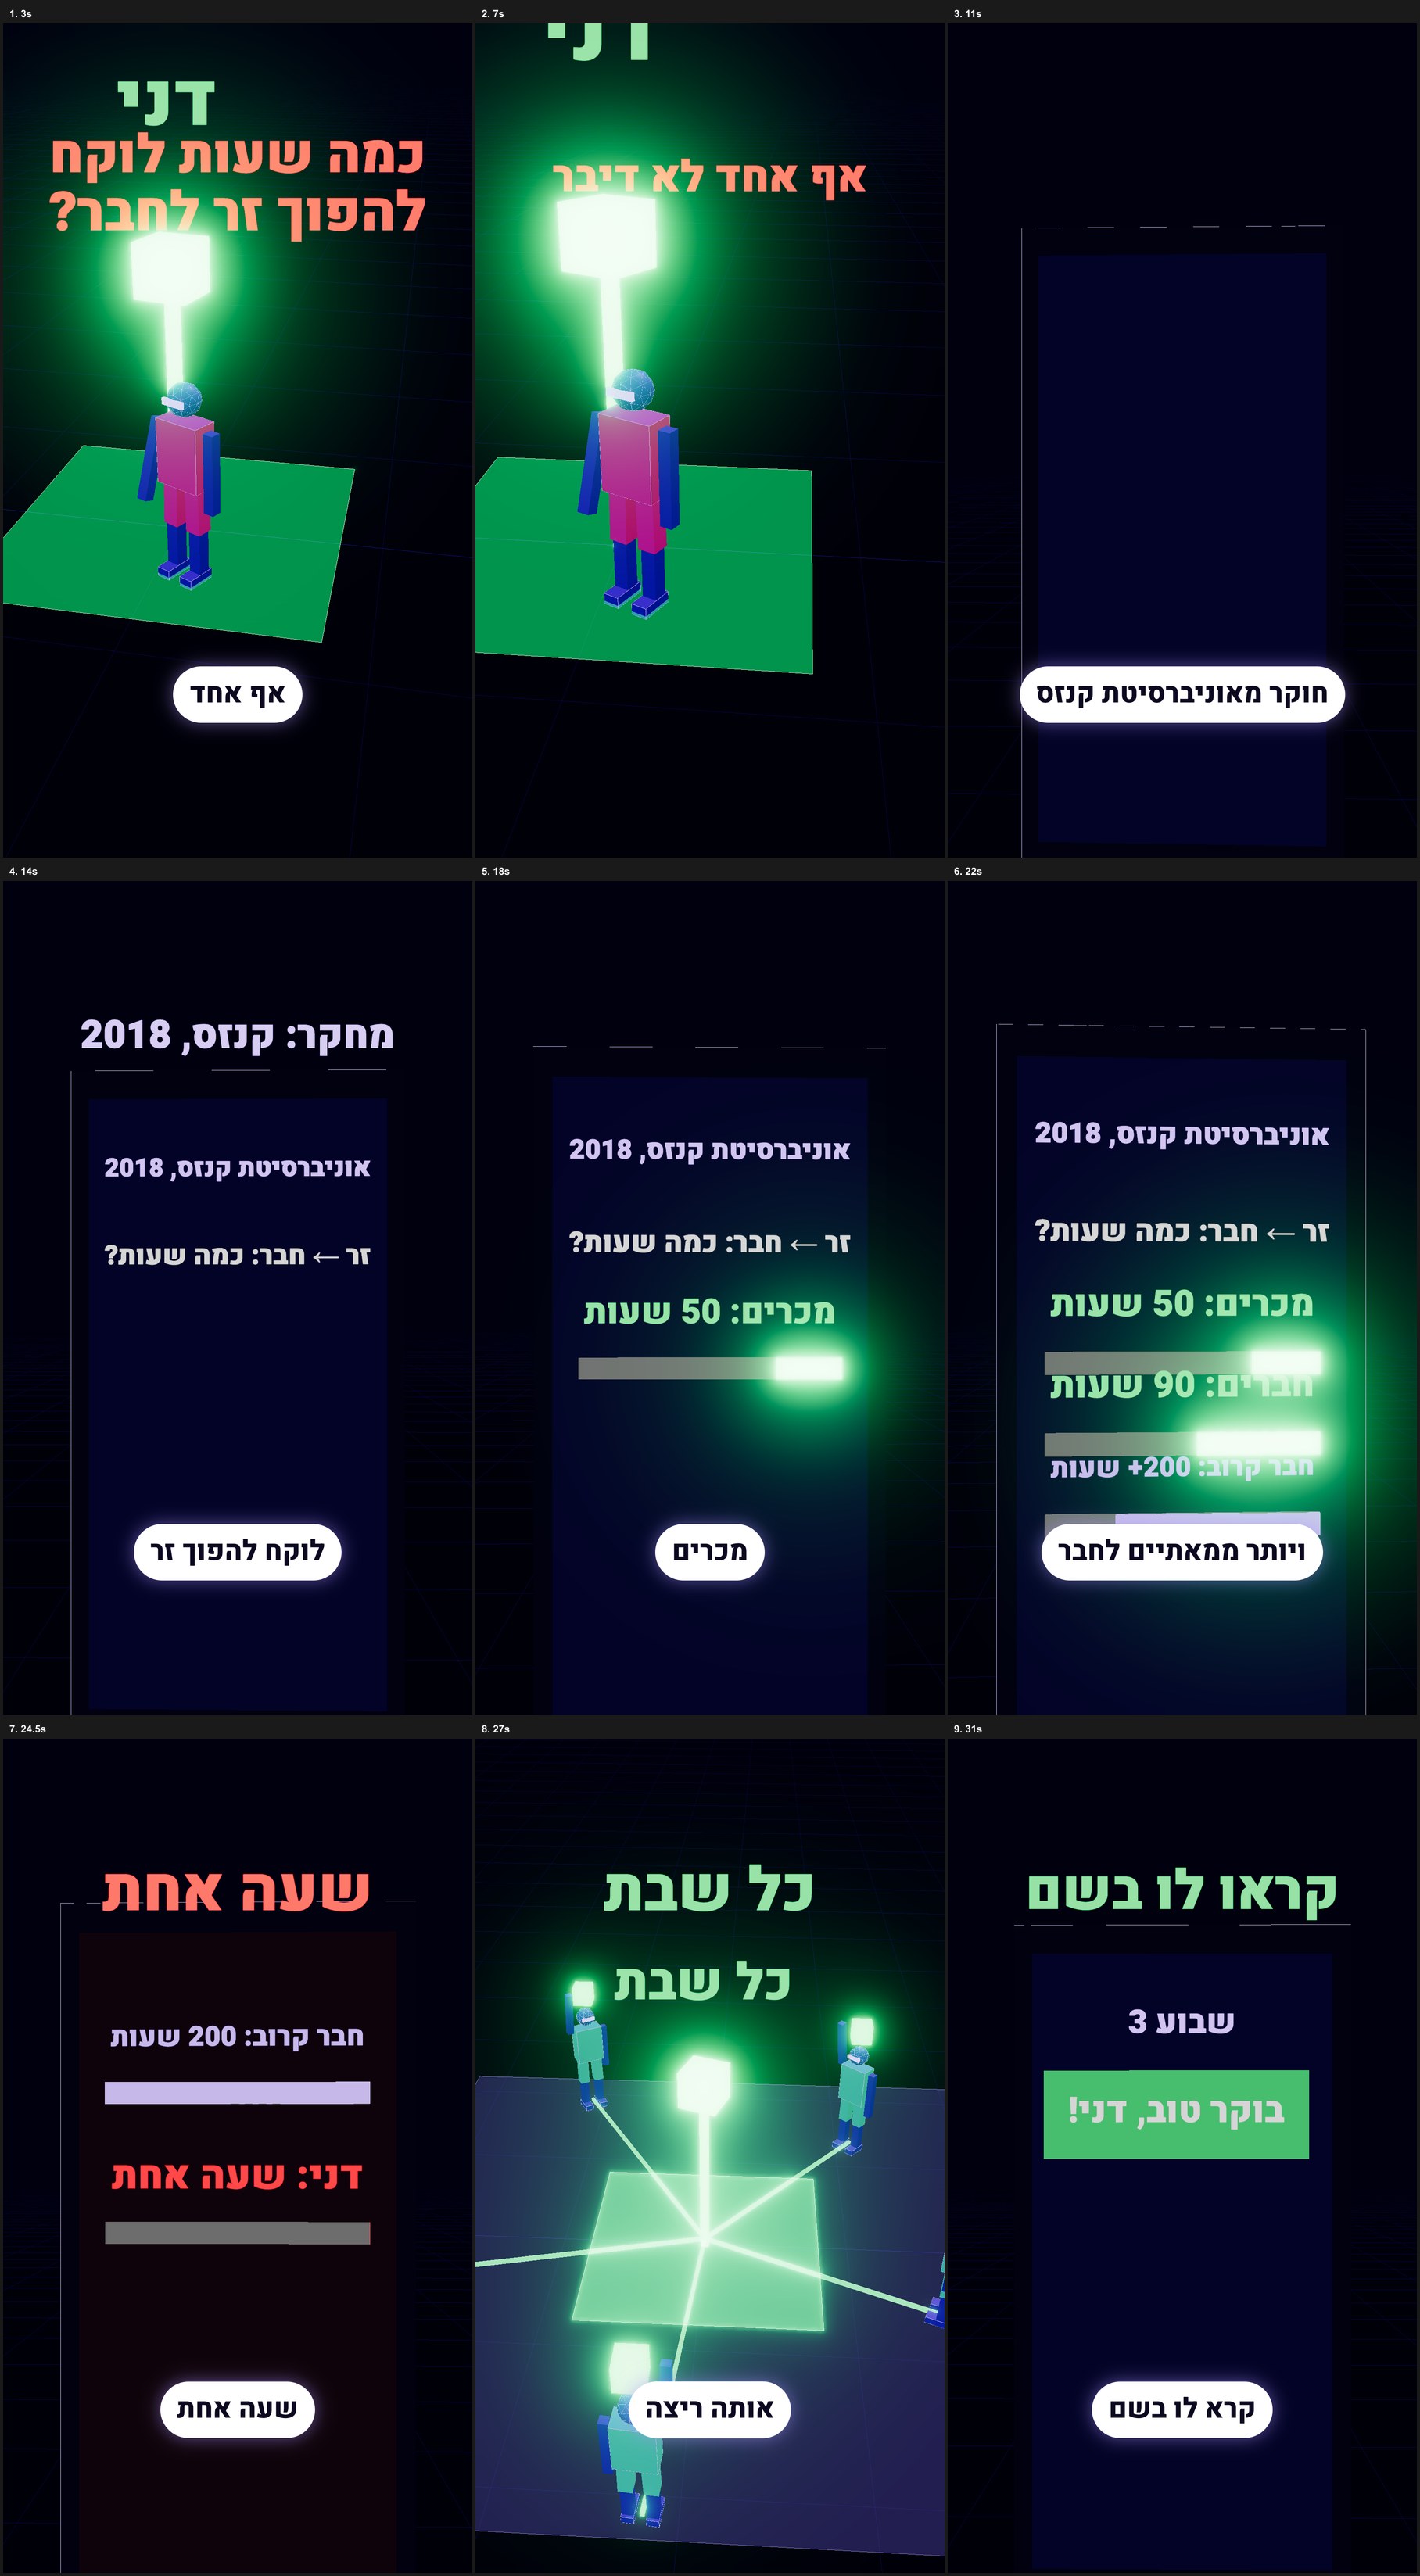 1. 3s
דני
כמה שעות לוקח
להפוך זר לחבר?
אף אחד
2. 7s
דני
אף אחד לא דיבר
3. 11s
חוקר מאוניברסיטת קנזס
4. 14s
מחקר: קנזס, 2018
אוניברסיטת קנזס, 2018
זר ← חבר: כמה שעות?
לוקח להפוך זר
5. 18s
אוניברסיטת קנזס, 2018
זר ← חבר: כמה שעות?
מכרים: 50 שעות
מכרים
6. 22s
אוניברסיטת קנזס, 2018
זר ← חבר: כמה שעות?
מכרים: 50 שעות
חברים: 90 שעות
חבר קרוב: 200+ שעות
ויותר ממאתיים לחבר
7. 24.5s
שעה אחת
חבר קרוב: 200 שעות
דני: שעה אחת
שעה אחת
8. 27s
כל שבת
כל שבת
אותה ריצה
9. 31s
קראו לו בשם
שבוע 3
בוקר טוב, דני!
קרא לו בשם